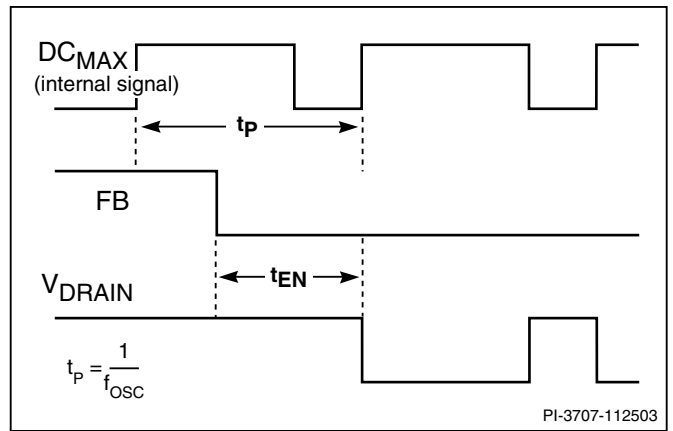 DCMAX
(internal signal)
tP
FB
tEN
VDRAIN
tP = 1/fOSC
PI-3707-112503